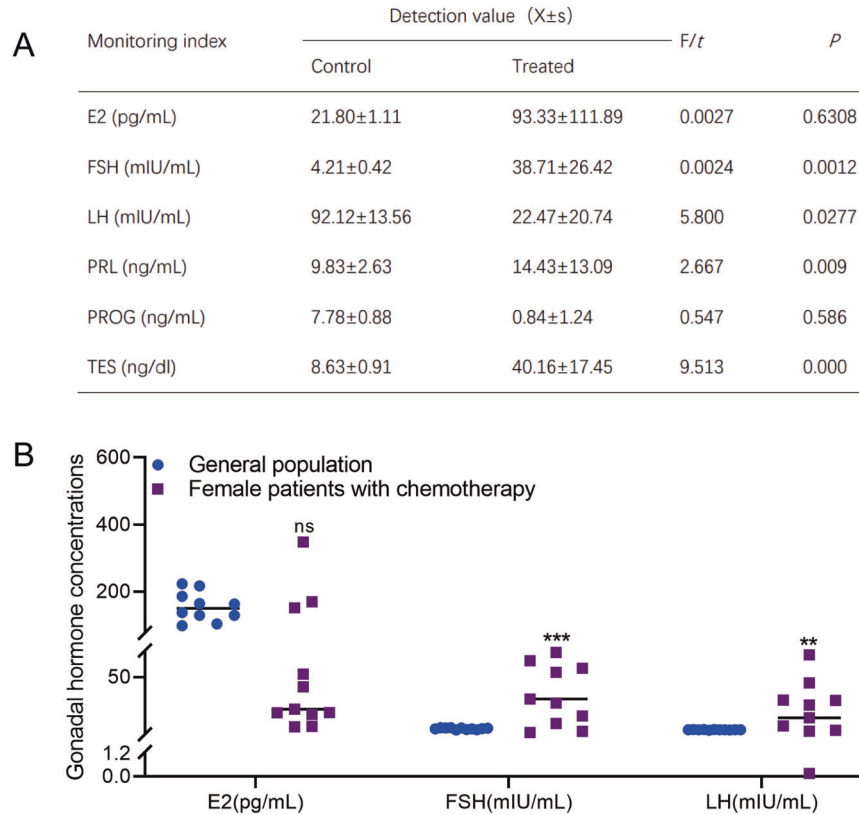 A
Detection value (X±s)
Monitoring index F/t P
Control Treated
E2 (pg/mL) 21.80±1.11 93.33±111.89 0.0027 0.6308
FSH (mIU/mL) 4.21±0.42 38.71±26.42 0.0024 0.0012
LH (mIU/mL) 92.12±13.56 22.47±20.74 5.800 0.0277
PRL (ng/mL) 9.83±2.63 14.43±13.09 2.667 0.009
PROG (ng/mL) 7.78±0.88 0.84±1.24 0.547 0.586
TES (ng/dl) 8.63±0.91 40.16±17.45 9.513 0.000
B
Gonadal hormone concentrations
600
400
200
50
1.2
0.0
General population
Female patients with chemotherapy
ns
***
**
E2(pg/mL) FSH(mIU/mL) LH(mIU/mL)